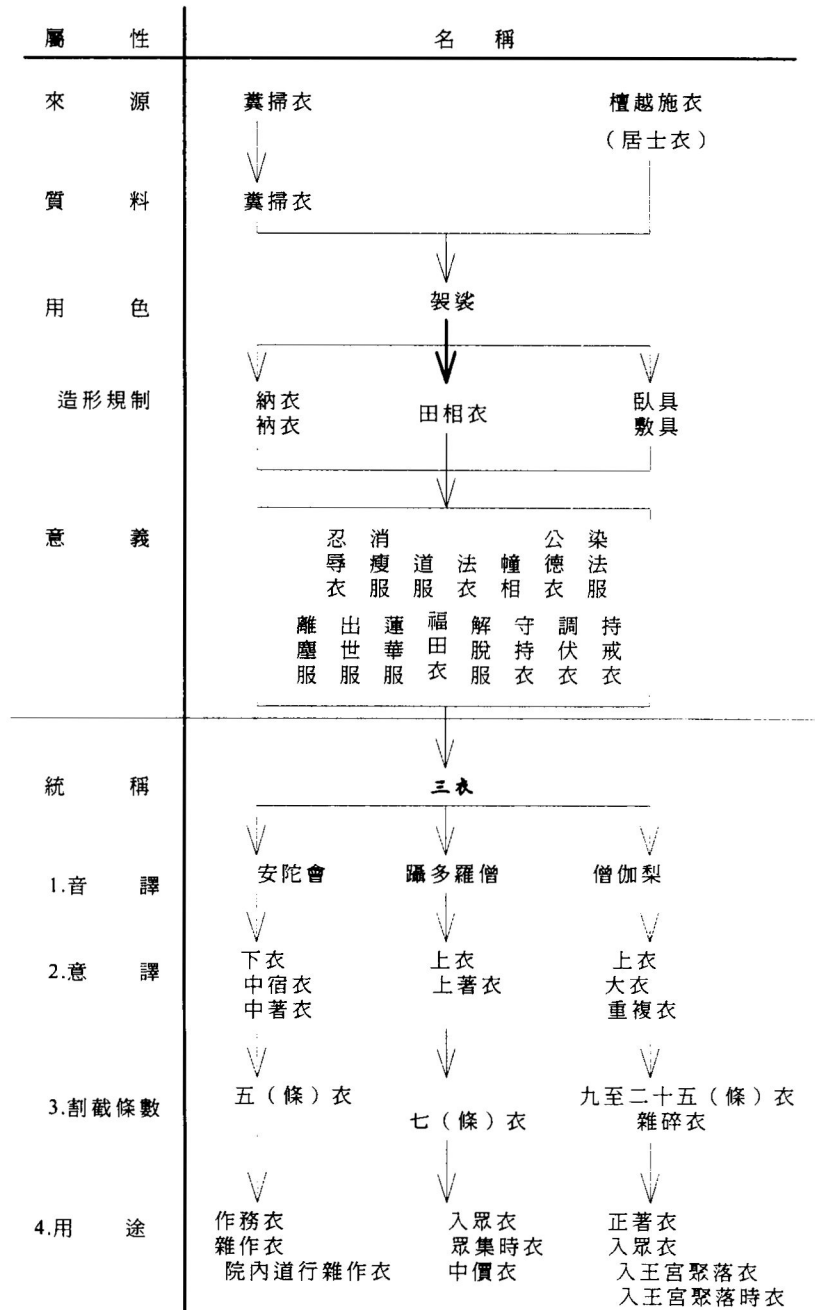 屬性 名稱
來源 糞掃衣 檀越施衣
（居士衣）
質料 糞掃衣
用色 袈裟
造形規制 納衣 田相衣 臥具
衲衣 敷具
意義
忍辱衣 消瘦服 道服 法衣 幢相 公德衣 染法服
離塵服 出世服 蓮華服 福田衣 解脫服 守持衣 調伏衣 持戒衣
統稱 三衣
1.音譯 安陀會 躡多羅僧 僧伽梨
2.意譯 下衣 上衣 上衣
中宿衣 上著衣 大衣
中著衣 重複衣
3.割截條數 五（條）衣 七（條）衣 九至二十五（條）衣
雜碎衣
4.用途 作務衣 入眾衣 正著衣
雜作衣 眾集時衣 入眾衣
院內道行雜作衣 中價衣 入王宮聚落衣
入王宮聚落時衣